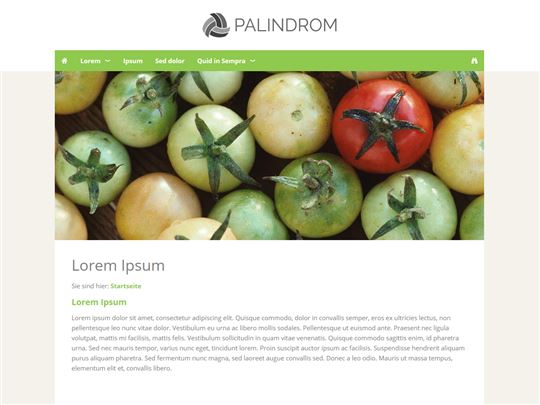 PALINDROM
Lorem Ipsum Sed dolor Quid in Sempra
Lorem Ipsum
Sie sind hier: Startseite
Lorem Ipsum
Lorem ipsum dolor sit amet, consectetur adipiscing elit. Quisque commodo, dolor in convallis semper, eros ex ultricies lectus, non
pellentesque leo nunc vitae dolor. Vestibulum eu urna ac libero mollis sodales. Pellentesque ut euismod ante. Praesent nec ligula
volutpat, mattis mi facilisis, mattis felis. Vestibulum sollicitudin in quam vitae venenatis. Quisque commodo sagittis enim, id pharetra
urna. Sed nec mauris tempor, varius nunc eget, tincidunt lorem. Proin suscipit auctor ipsum ac facilisis. Suspendisse hendrerit aliquam
purus aliquam pharetra. Sed fermentum nunc magna, sed laoreet augue convallis sed. Donec a leo odio. Mauris ut massa tempus,
elementum elit et, convallis libero.